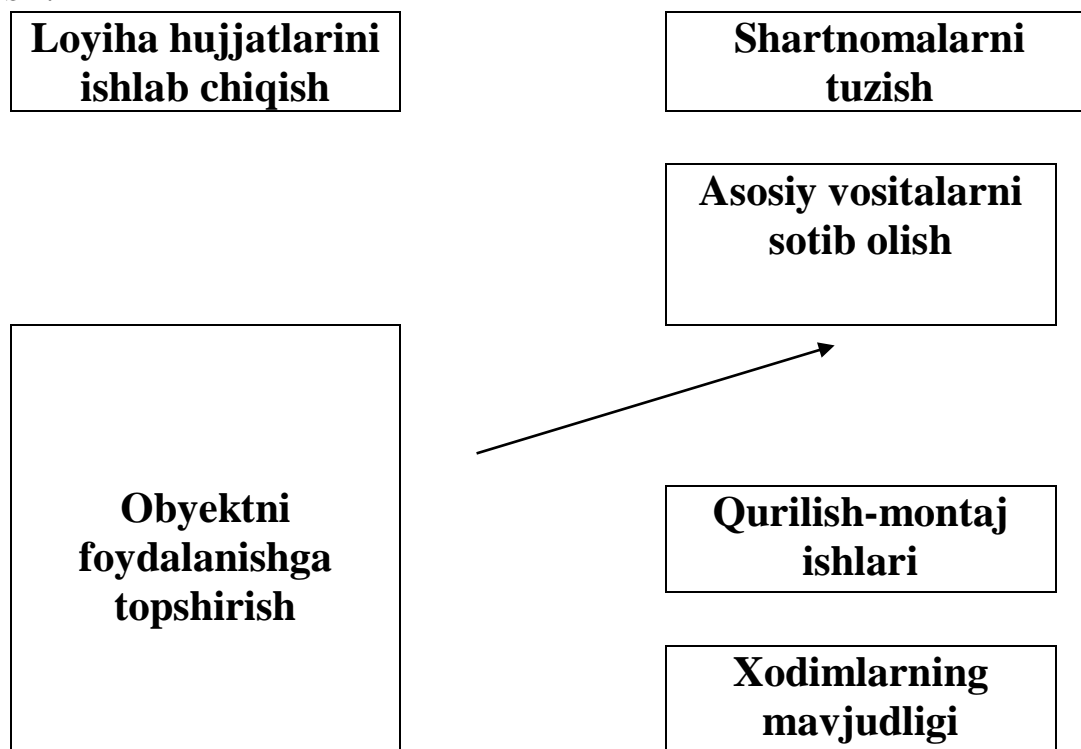 Loyiha hujjatlarini
ishlab chiqish
Shartnomalarni
tuzish
Asosiy vositalarni
sotib olish
Obyektni
foydalanishga
topshirish
Qurilish-montaj
ishlari
Xodimlarning
mavjudligi